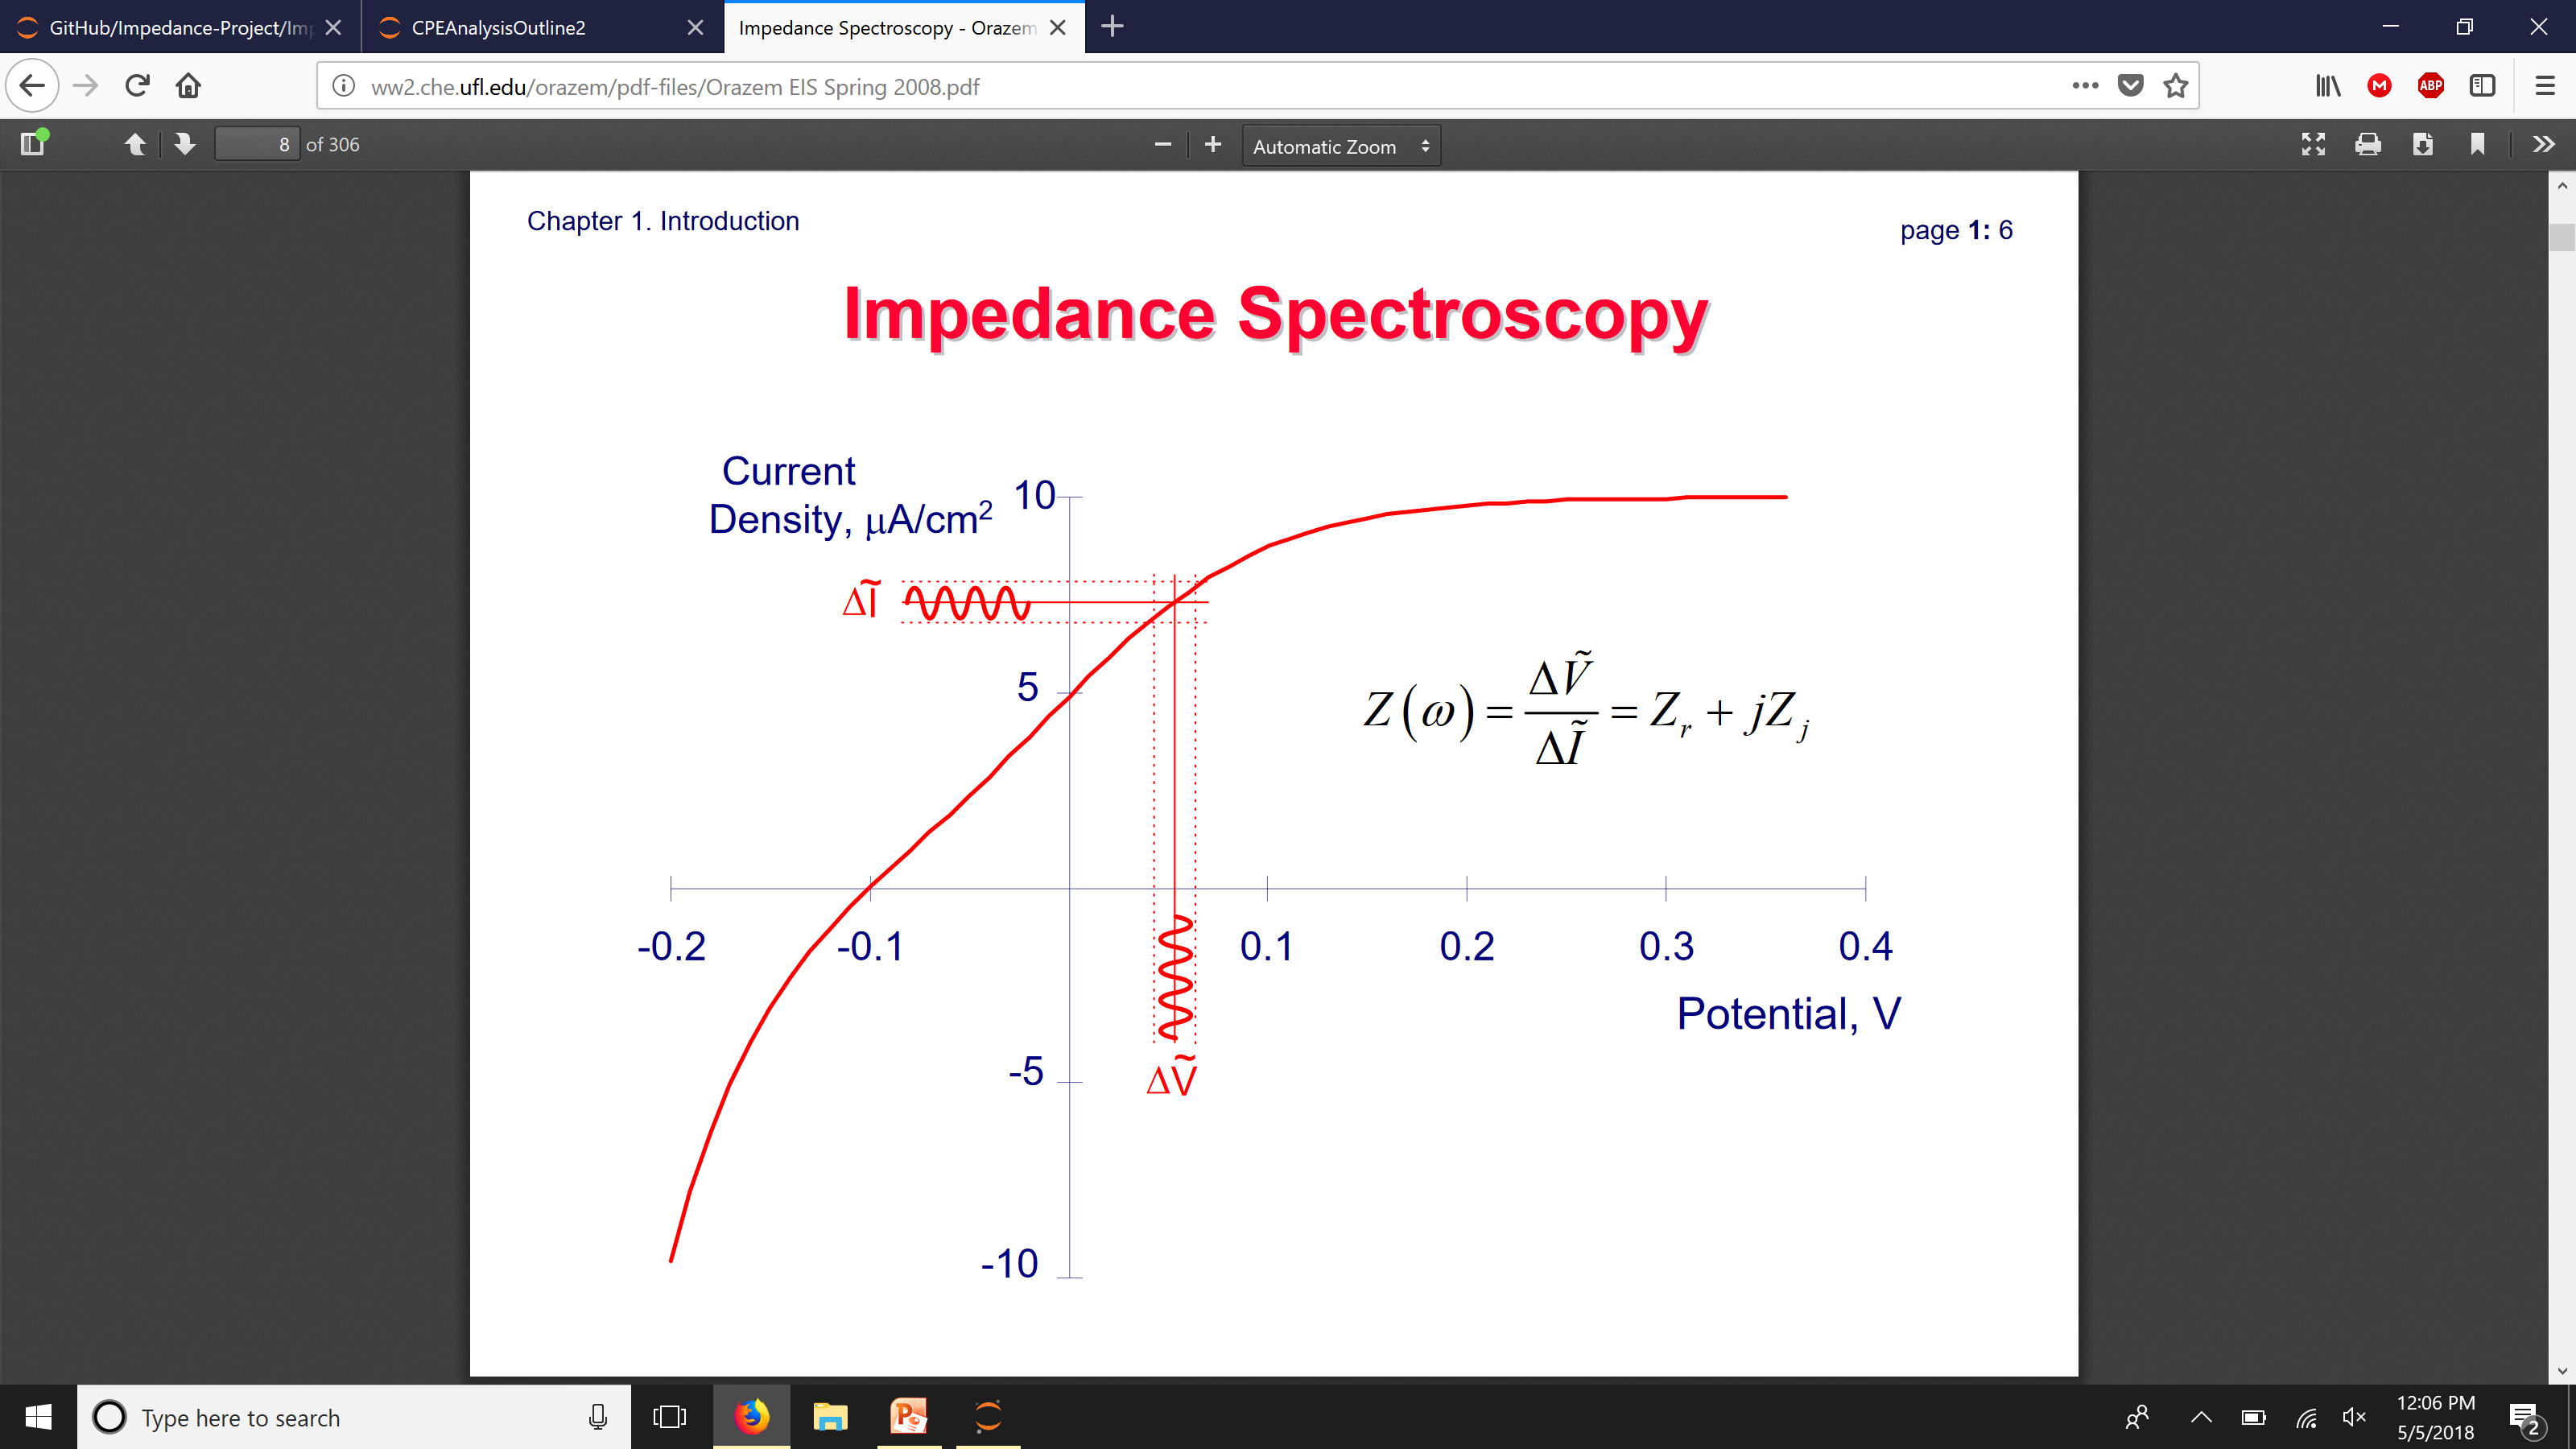 GitHub/Impedance-Project/Im
CPEAnalysisOutline2
Impedance Spectroscopy - Orazem
ww2.che.ufl.edu/orazem/pdf-files/Orazem EIS Spring 2008.pdf
M
ABP
8 of 306
Automatic Zoom
Chapter 1. Introduction
page 1: 6
Impedance Spectroscopy
Current
Density, μA/cm²
10
ΔĨ
5
Z(ω) = ΔṼ/ΔĨ = Z_r + jZ_j
-0.2 -0.1 0.1 0.2 0.3 0.4
Potential, V
-5
ΔṼ
-10
Type here to search
P
12:06 PM
5/5/2018
2